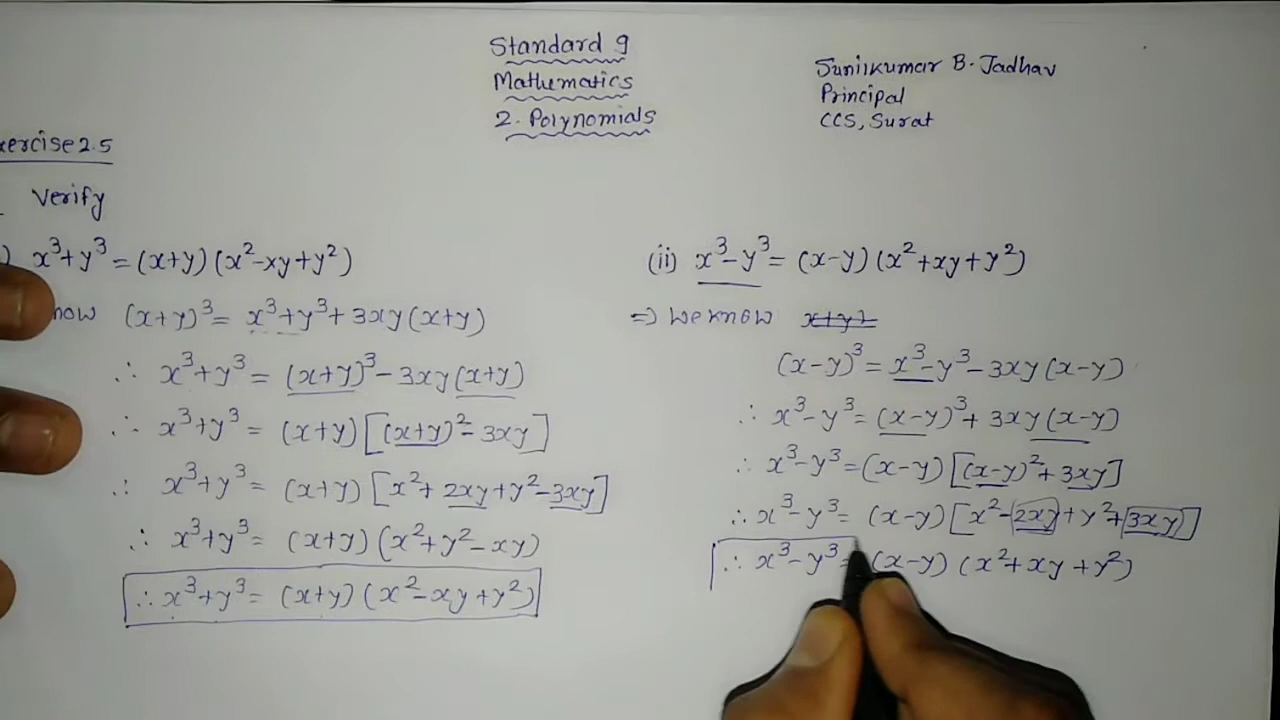 Standard 9
Mathematics
2. Polynomials
Sunilkumar B. Jadhav
Principal
CCS, Surat
xercise 2.5
Verify
) x³+y³ = (x+y) (x²-xy+y²)
now (x+y)³ = x³+y³+3xy(x+y)
∴ x³+y³ = (x+y)³-3xy(x+y)
∴ x³+y³ = (x+y)[(x+y)²-3xy]
∴ x³+y³ = (x+y) [x²+2xy+y²-3xy]
∴ x³+y³ = (x+y) (x²+y²-xy)
∴ x³+y³ = (x+y) (x²-xy+y²)
(ii) x³-y³ = (x-y) (x²+xy+y²)
⇒ We know
(x-y)³ = x³-y³-3xy(x-y)
∴ x³-y³ = (x-y)³+3xy(x-y)
∴ x³-y³ = (x-y) [(x-y)²+3xy]
∴ x³-y³ = (x-y) [x²-2xy+y²+3xy]
∴ x³-y³ = (x-y) (x²+xy+y²)